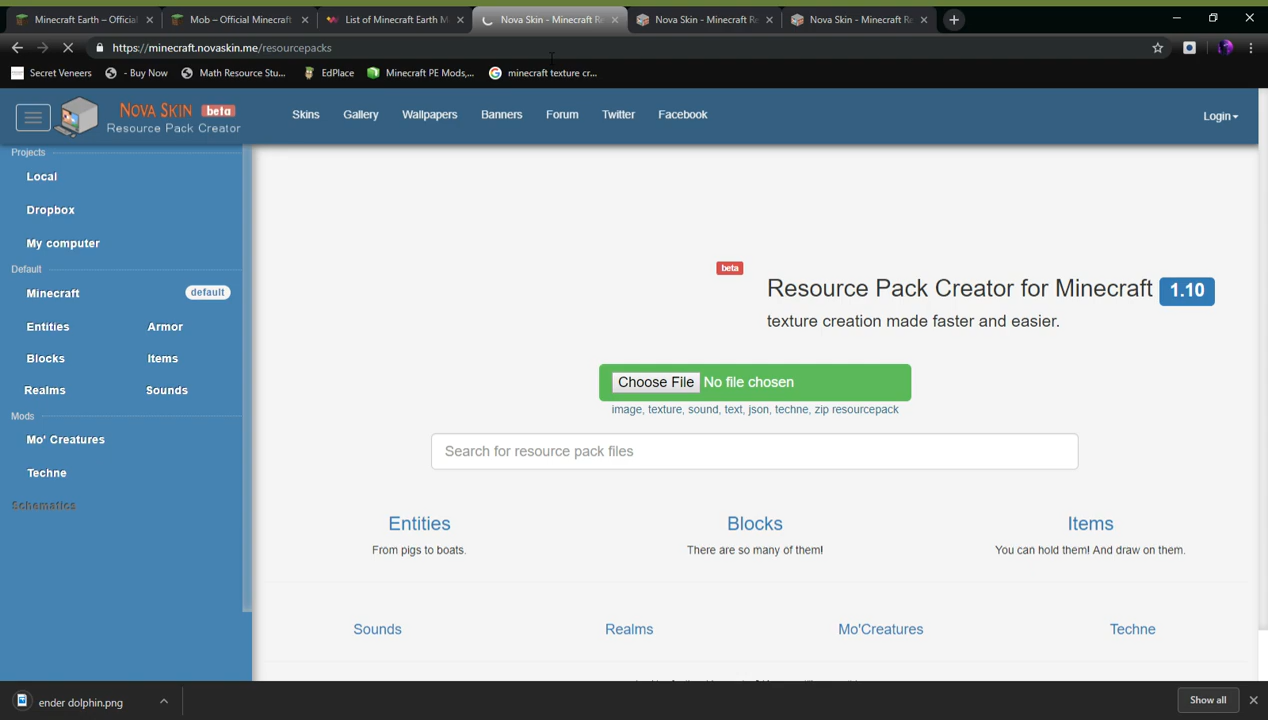 Minecraft Earth – Official
Mob – Official Minecraft
List of Minecraft Earth M
Nova Skin - Minecraft Re
Nova Skin - Minecraft Re
Nova Skin - Minecraft Re
https://minecraft.novaskin.me/resourcepacks
Secret Veneers
- Buy Now
Math Resource Stu...
EdPlace
Minecraft PE Mods,...
minecraft texture cr...
NOVA SKIN beta
Resource Pack Creator
Skins
Gallery
Wallpapers
Banners
Forum
Twitter
Facebook
Login
Projects
Local
Dropbox
My computer
Default
Minecraft default
Entities Armor
Blocks Items
Realms Sounds
Mods
Mo' Creatures
Techne
Schematics
beta
Resource Pack Creator for Minecraft 1.10
texture creation made faster and easier.
Choose File No file chosen
image, texture, sound, text, json, techne, zip resourcepack
Search for resource pack files
Entities
From pigs to boats.
Blocks
There are so many of them!
Items
You can hold them! And draw on them.
Sounds
Realms
Mo'Creatures
Techne
ender dolphin.png
Show all